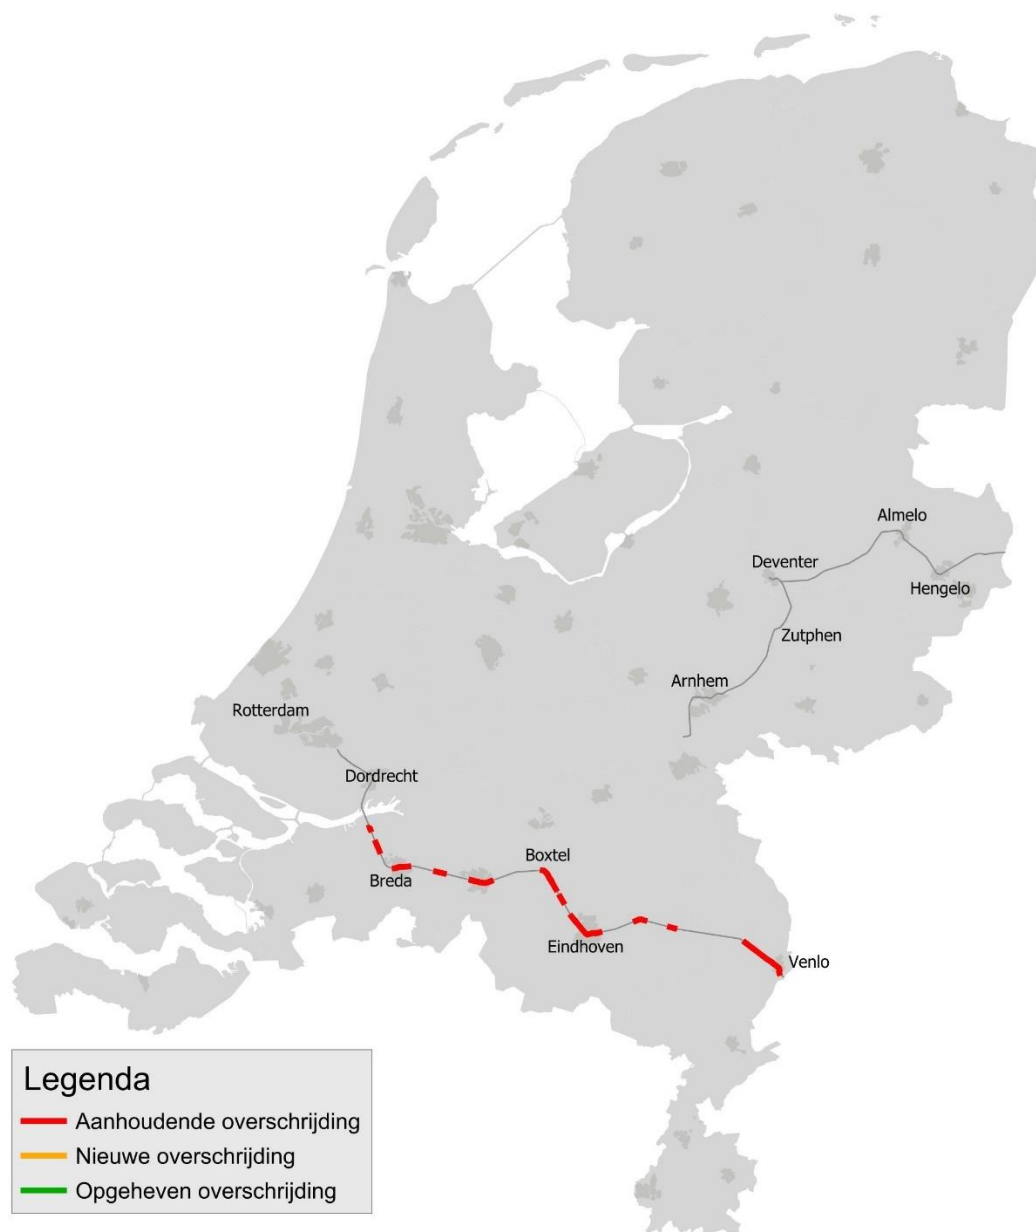 Almelo
Deventer
Hengelo
Zutphen
Arnhem
Rotterdam
Dordrecht
Boxtel
Breda
Eindhoven
Venlo
Legenda
Aanhoudende overschrijding
Nieuwe overschrijding
Opgeheven overschrijding